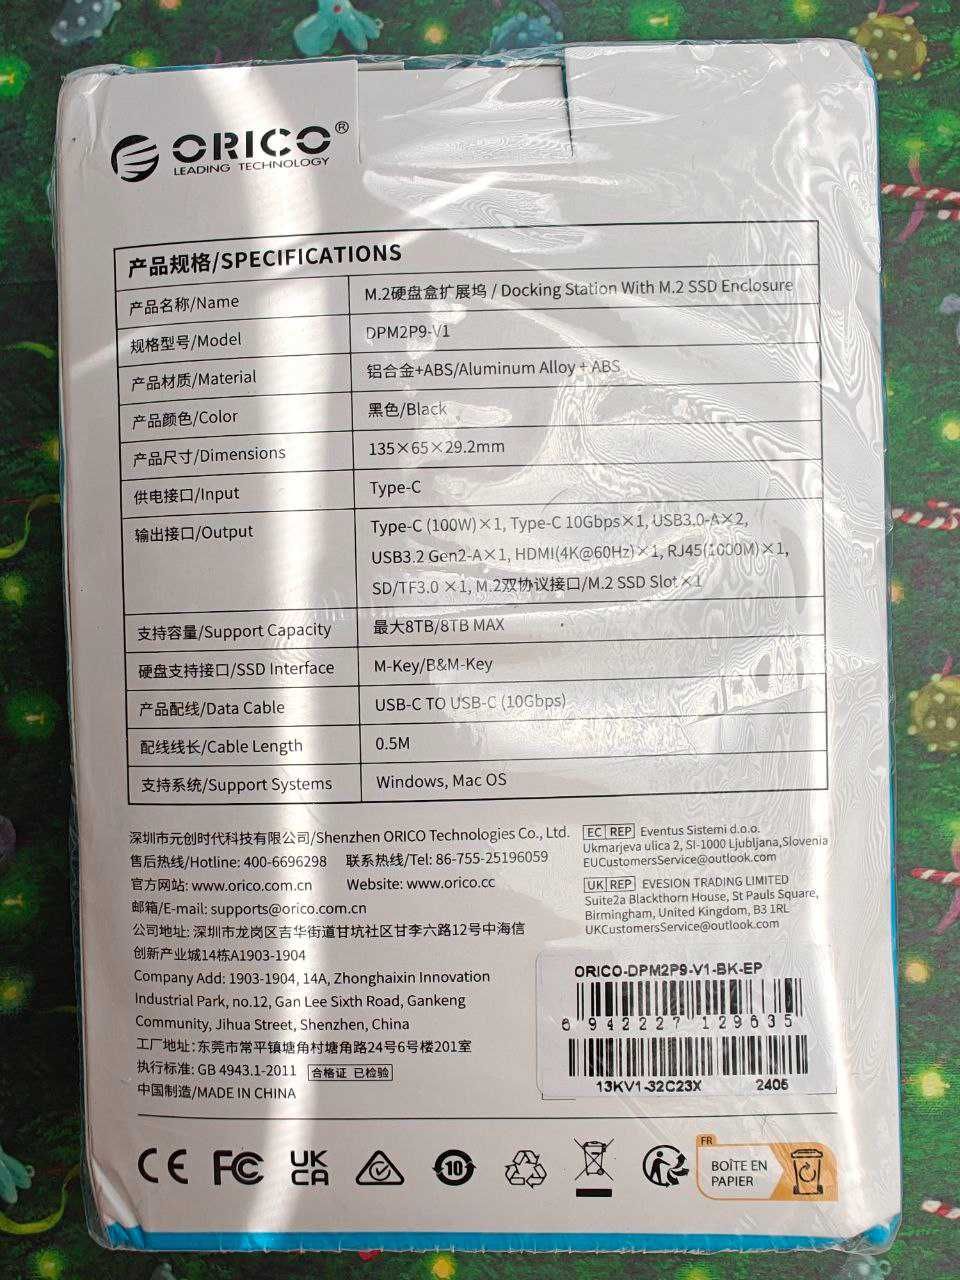 ORICO®
LEADING TECHNOLOGY
产品规格/SPECIFICATIONS
产品名称/Name M.2硬盘盒扩展坞 / Docking Station With M.2 SSD Enclosure
规格型号/Model DPM2P9-V1
产品材质/Material 铝合金+ABS/Aluminum Alloy + ABS
产品颜色/Color 黑色/Black
产品尺寸/Dimensions 135×65×29.2mm
供电接口/Input Type-C
输出接口/Output Type-C (100W)×1, Type-C 10Gbps×1, USB3.0-A×2,
USB3.2 Gen2-A×1, HDMI(4K@60Hz)×1, RJ45(1000M)×1,
SD/TF3.0 ×1, M.2双协议接口/M.2 SSD Slot ×1
支持容量/Support Capacity 最大8TB/8TB MAX
硬盘支持接口/SSD Interface M-Key/B&M-Key
产品配线/Data Cable USB-C TO USB-C (10Gbps)
配线线长/Cable Length 0.5M
支持系统/Support Systems Windows, Mac OS
深圳市元创时代科技有限公司/Shenzhen ORICO Technologies Co., Ltd.
售后热线/Hotline: 400-6696298 联系热线/Tel: 86-755-25196059
官方网站: www.orico.com.cn Website: www.orico.cc
邮箱/E-mail: supports@orico.com.cn
公司地址: 深圳市龙岗区吉华街道甘坑社区甘李六路12号中海信
创新产业城14栋A1903-1904
Company Add: 1903-1904, 14A, Zhonghaixin Innovation
Industrial Park, no.12, Gan Lee Sixth Road, Gankeng
Community, Jihua Street, Shenzhen, China
工厂地址: 东莞市常平镇塘角村塘角路24号6号楼201室
执行标准: GB 4943.1-2011 合格证 已检验
中国制造/MADE IN CHINA
EC REP Eventus Sistemi d.o.o.
Ukmarjeva ulica 2, SI-1000 Ljubljana,Slovenia
EUCustomersService@outlook.com
UK REP EVESION TRADING LIMITED
Suite2a Blackthorn House, St Pauls Square,
Birmingham, United Kingdom, B3 1RL
UKCustomersService@outlook.com
ORICO-DPM2P9-V1-BK-EP
6 942227 129635
13KV1-32C23X 2405
CE FC UK
CA 10
FR
BOÎTE EN
PAPIER